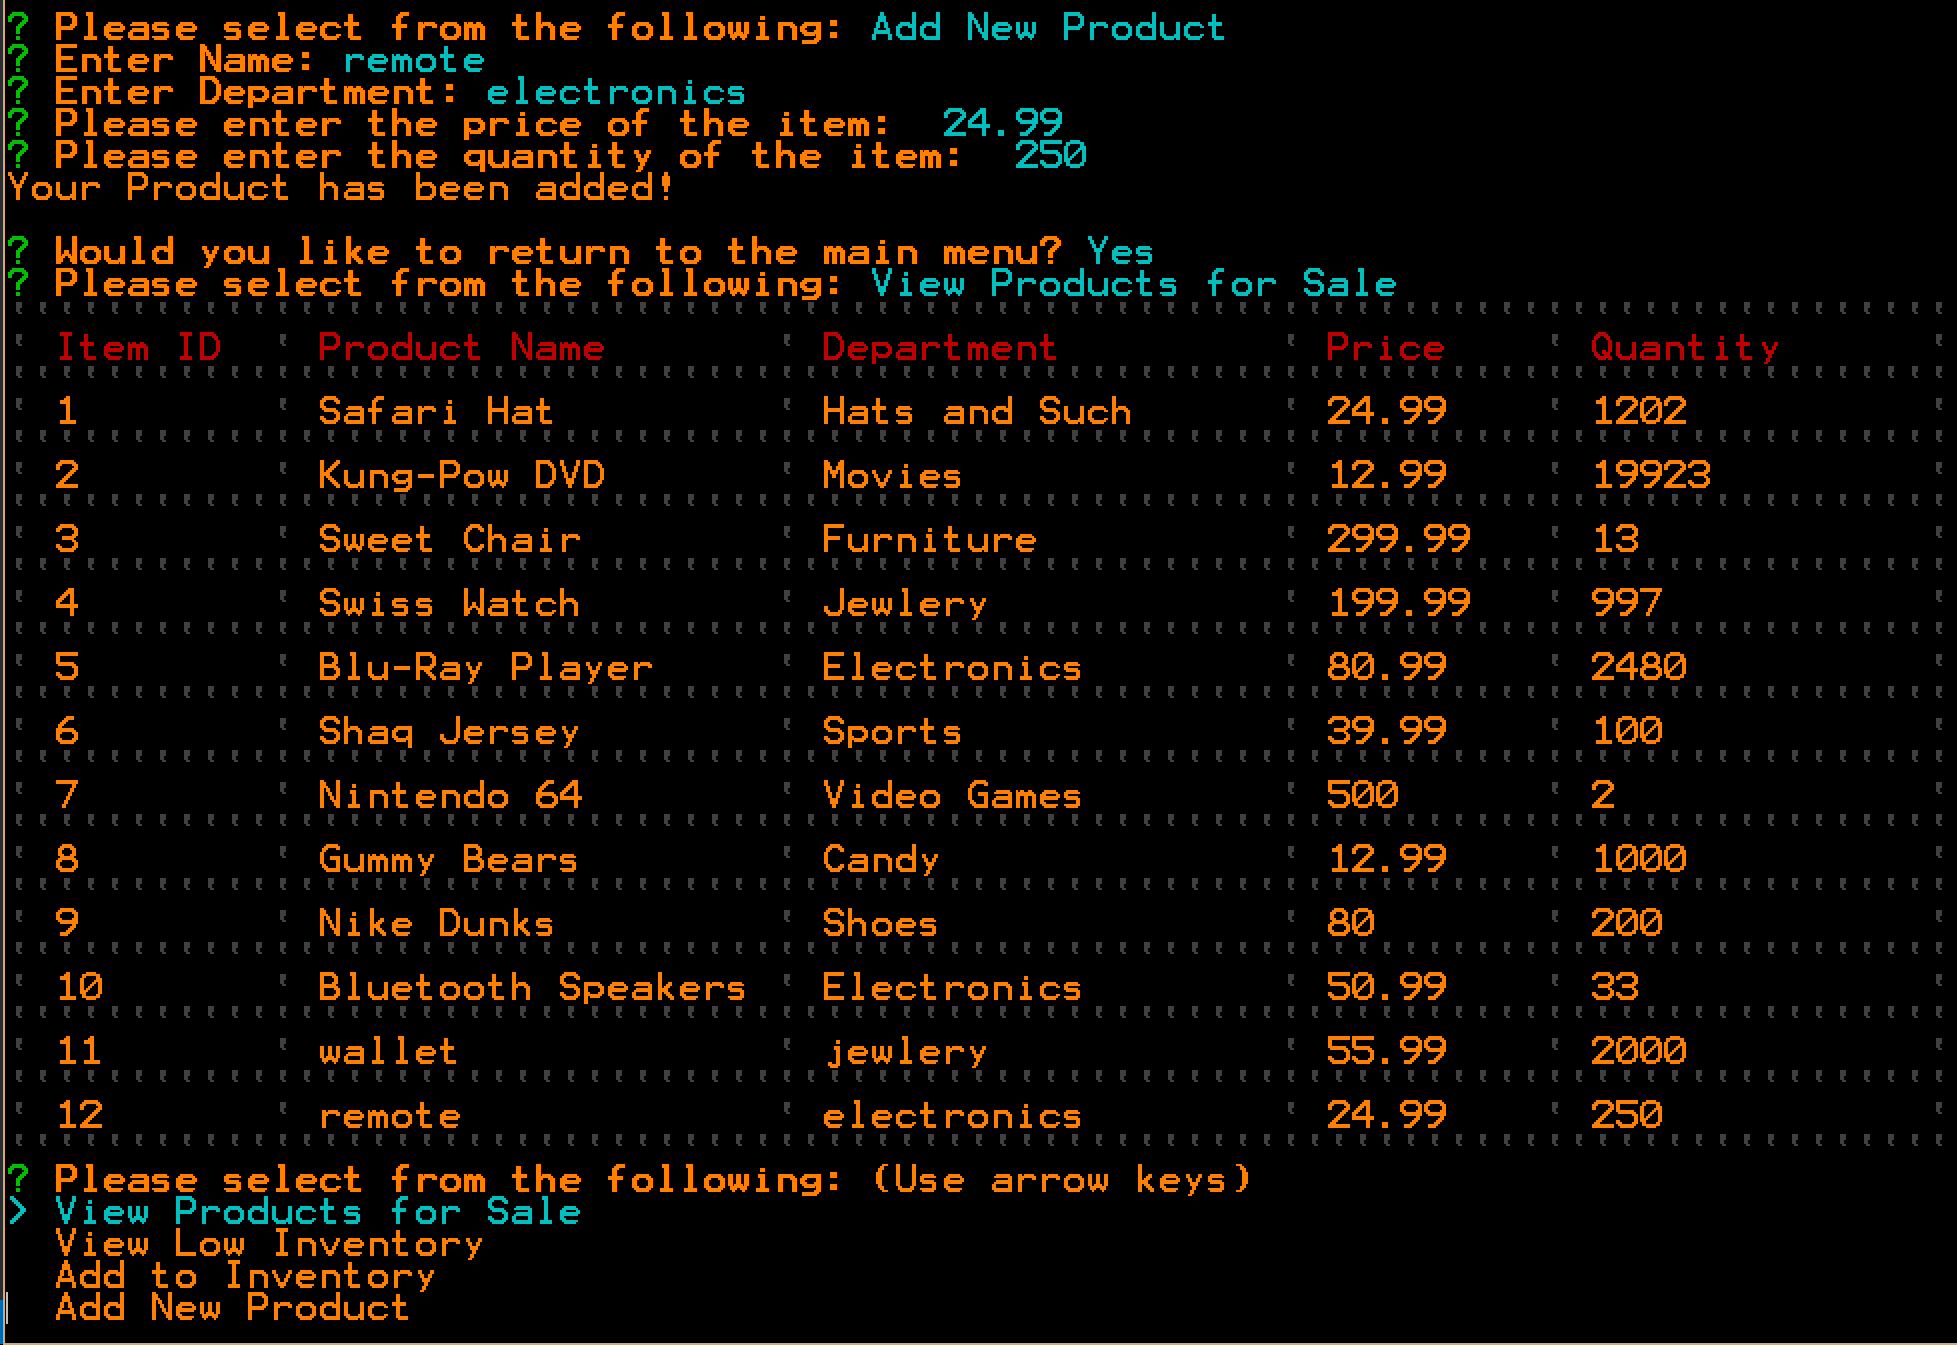 ? Please select from the following: Add New Product
? Enter Name: remote
? Enter Department: electronics
? Please enter the price of the item:  24.99
? Please enter the quantity of the item:  250
Your Product has been added!
? Would you like to return to the main menu? Yes
? Please select from the following: View Products for Sale
Item ID Product Name Department Price Quantity
1 Safari Hat Hats and Such 24.99 1202
2 Kung-Pow DVD Movies 12.99 19923
3 Sweet Chair Furniture 299.99 13
4 Swiss Watch Jewlery 199.99 997
5 Blu-Ray Player Electronics 80.99 2480
6 Shaq Jersey Sports 39.99 100
7 Nintendo 64 Video Games 500 2
8 Gummy Bears Candy 12.99 1000
9 Nike Dunks Shoes 80 200
10 Bluetooth Speakers Electronics 50.99 33
11 wallet jewlery 55.99 2000
12 remote electronics 24.99 250
? Please select from the following: (Use arrow keys)
> View Products for Sale
View Low Inventory
Add to Inventory
Add New Product